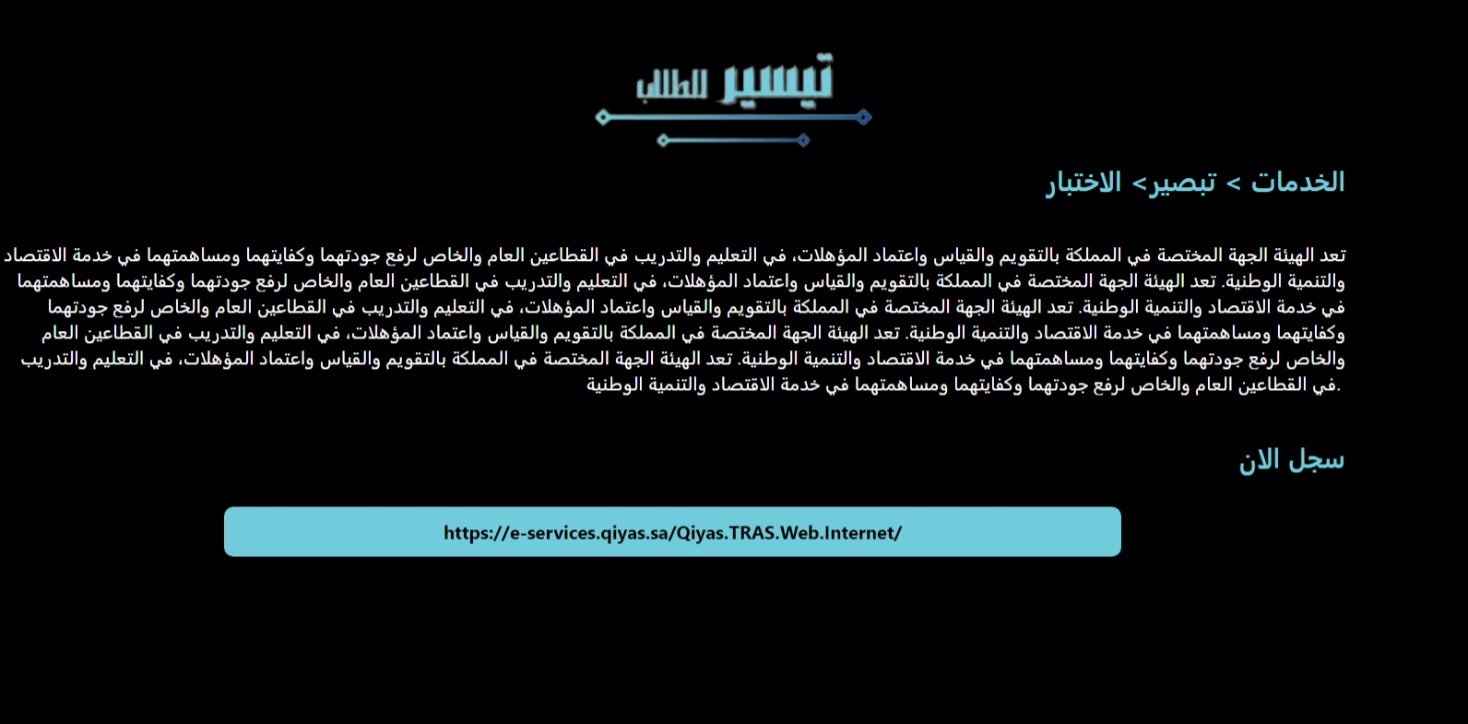 تيسير للطلاب
الخدمات > تبصير> الاختبار
تعد الهيئة الجهة المختصة في المملكة بالتقويم والقياس واعتماد المؤهلات، في التعليم والتدريب في القطاعين العام والخاص لرفع جودتهما وكفايتهما ومساهمتهما في خدمة الاقتصاد
والتنمية الوطنية. تعد الهيئة الجهة المختصة في المملكة بالتقويم والقياس واعتماد المؤهلات، في التعليم والتدريب في القطاعين العام والخاص لرفع جودتهما وكفايتهما ومساهمتهما
في خدمة الاقتصاد والتنمية الوطنية. تعد الهيئة الجهة المختصة في المملكة بالتقويم والقياس واعتماد المؤهلات، في التعليم والتدريب في القطاعين العام والخاص لرفع جودتهما
وكفايتهما ومساهمتهما في خدمة الاقتصاد والتنمية الوطنية. تعد الهيئة الجهة المختصة في المملكة بالتقويم والقياس واعتماد المؤهلات، في التعليم والتدريب في القطاعين العام
والخاص لرفع جودتهما وكفايتهما ومساهمتهما في خدمة الاقتصاد والتنمية الوطنية. تعد الهيئة الجهة المختصة في المملكة بالتقويم والقياس واعتماد المؤهلات، في التعليم والتدريب
.في القطاعين العام والخاص لرفع جودتهما وكفايتهما ومساهمتهما في خدمة الاقتصاد والتنمية الوطنية
سجل الان
https://e-services.qiyas.sa/Qiyas.TRAS.Web.Internet/